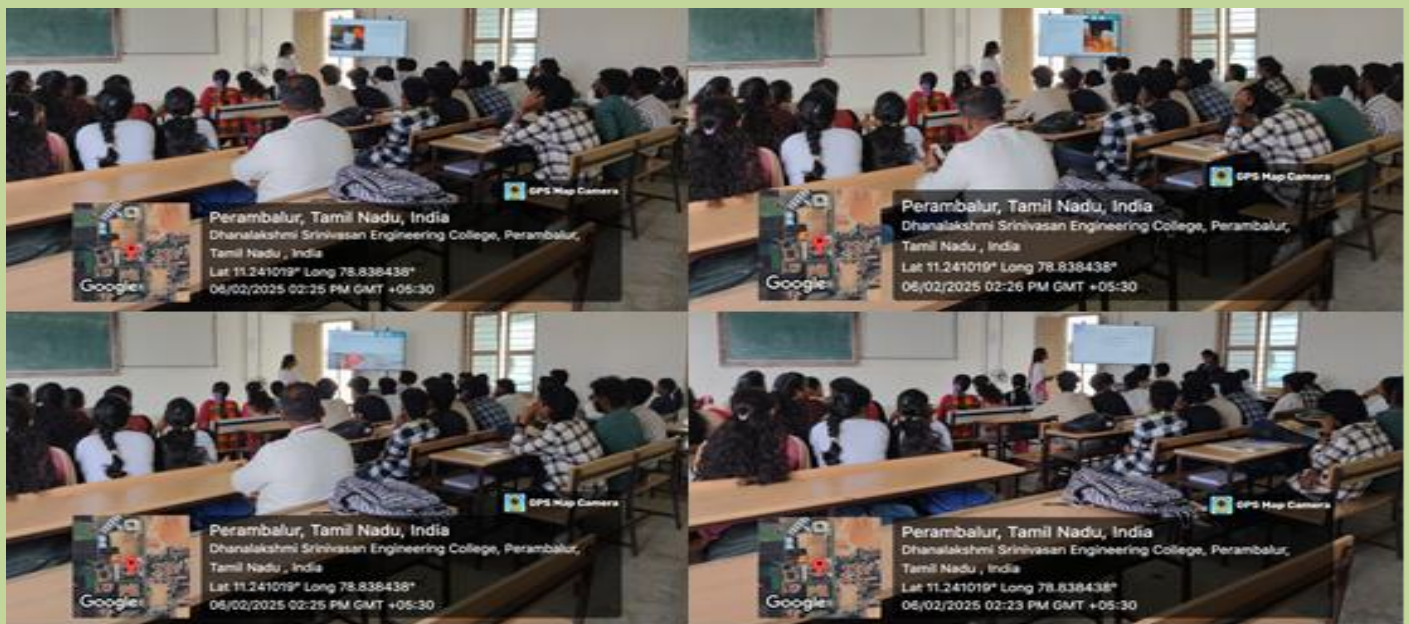 GPS Map Camera
Perambalur, Tamil Nadu, India
Dhanalakshmi Srinivasan Engineering College, Perambalur,
Tamil Nadu , India
Lat 11.241019° Long 78.838438°
06/02/2025 02:25 PM GMT +05:30
Google
GPS Map Camera
Perambalur, Tamil Nadu, India
Dhanalakshmi Srinivasan Engineering College, Perambalur,
Tamil Nadu , India
Lat 11.241019° Long 78.838438°
06/02/2025 02:26 PM GMT +05:30
Google
GPS Map Camera
Perambalur, Tamil Nadu, India
Dhanalakshmi Srinivasan Engineering College, Perambalur,
Tamil Nadu , India
Lat 11.241019° Long 78.838438°
06/02/2025 02:25 PM GMT +05:30
Google
GPS Map Camera
Perambalur, Tamil Nadu, India
Dhanalakshmi Srinivasan Engineering College, Perambalur,
Tamil Nadu , India
Lat 11.241019° Long 78.838438°
06/02/2025 02:23 PM GMT +05:30
Google